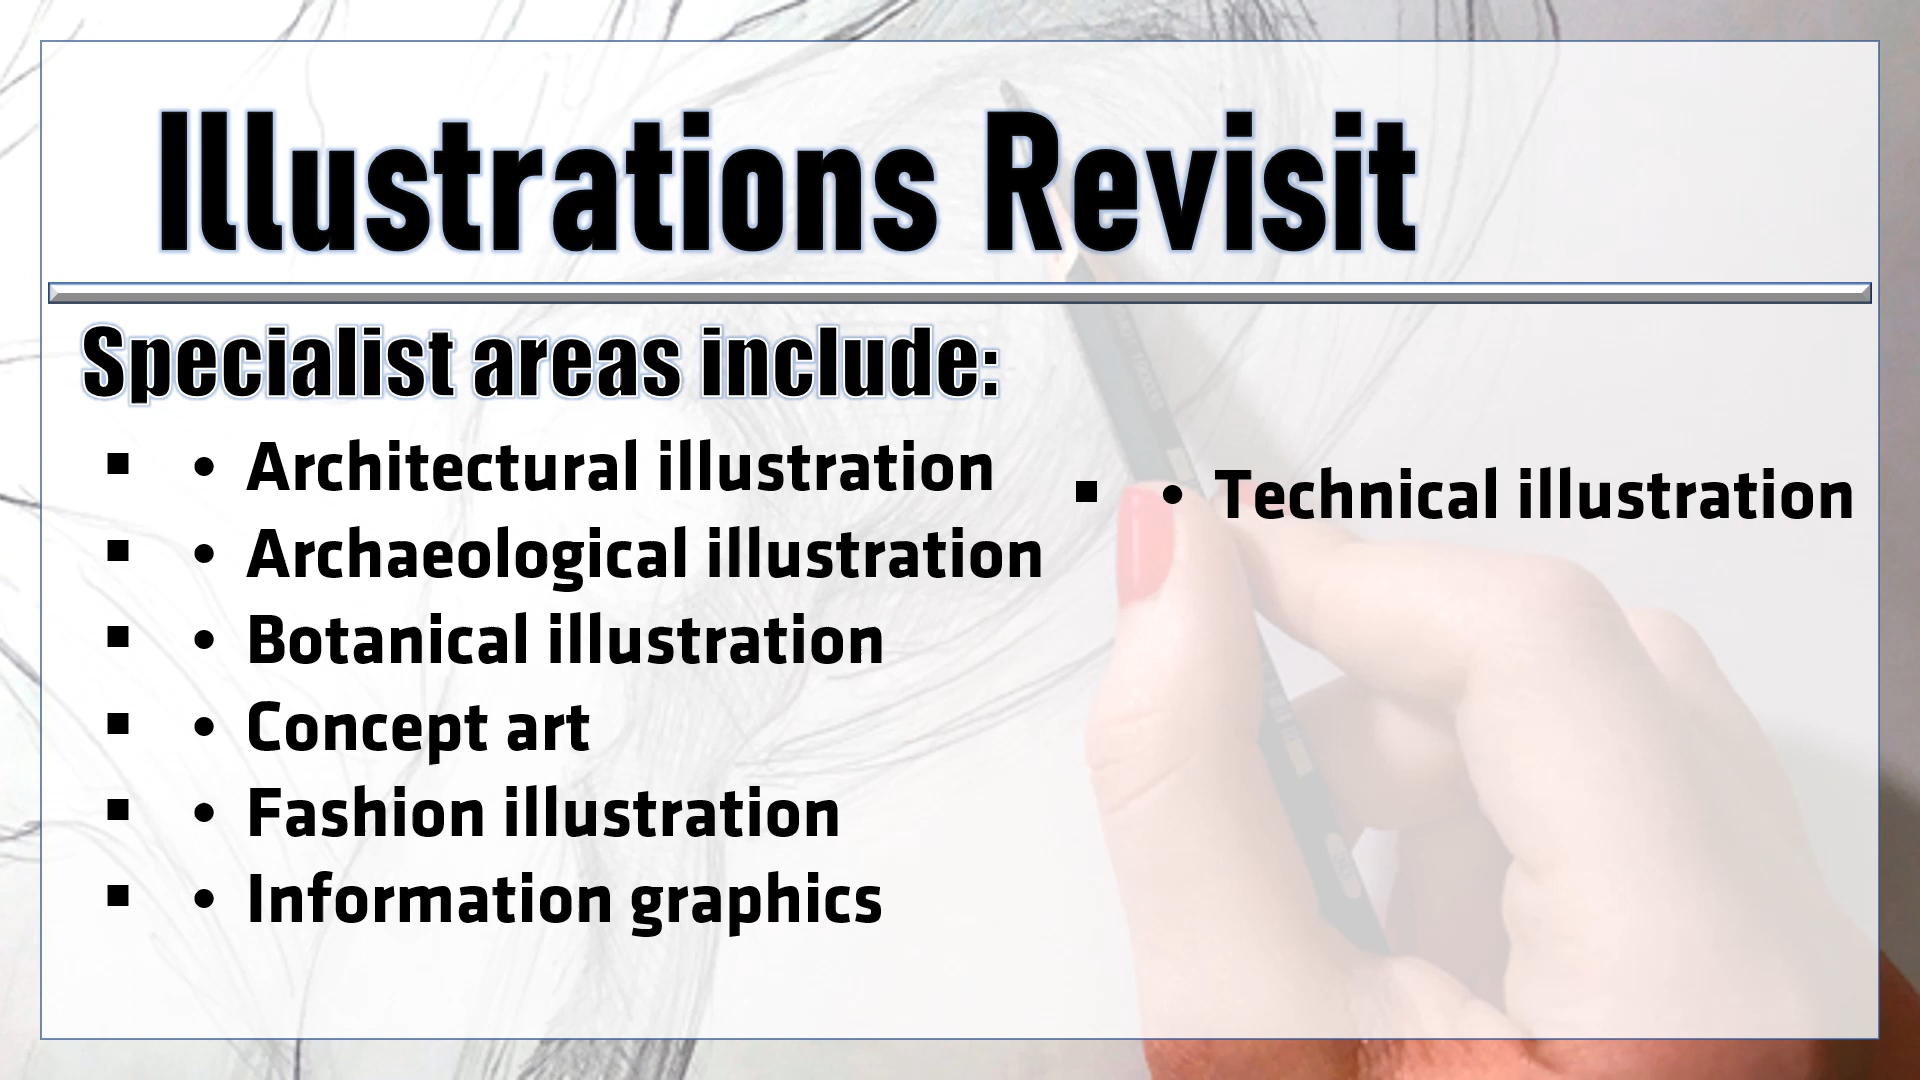 Illustrations Revisit
Specialist areas include:
▪ • Architectural illustration
▪ • Archaeological illustration
▪ • Botanical illustration
▪ • Concept art
▪ • Fashion illustration
▪ • Information graphics
▪ • Technical illustration